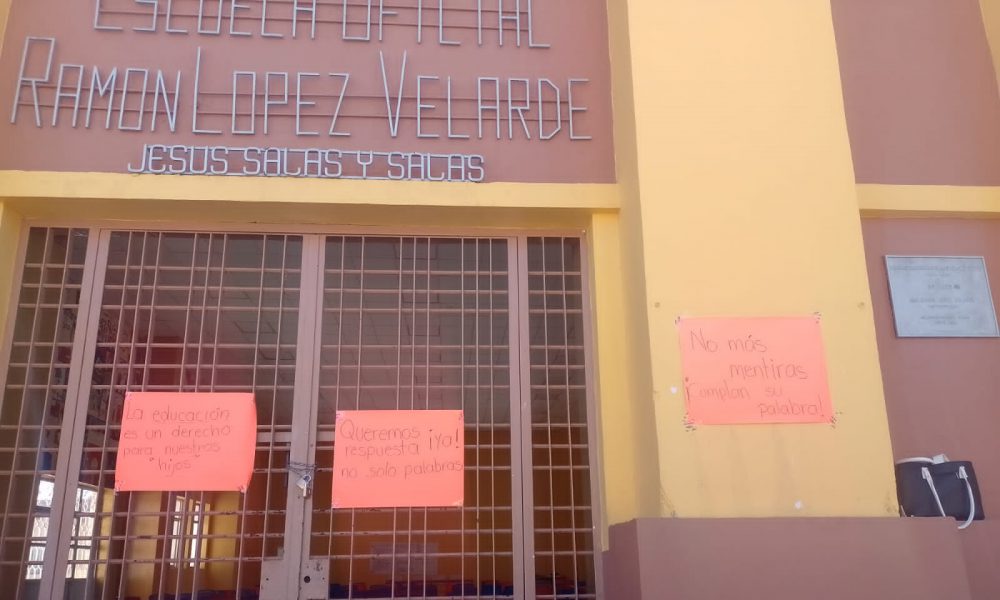 ESCUELA OFICIAL
RAMON LOPEZ VELARDE
JESUS SALAS Y SALAS
La educación
es un derecho
para nuestros
"hijos"
Queremos
respuesta ¡ya!
no solo palabras
No más
mentiras
¡Cumplan su
palabra!